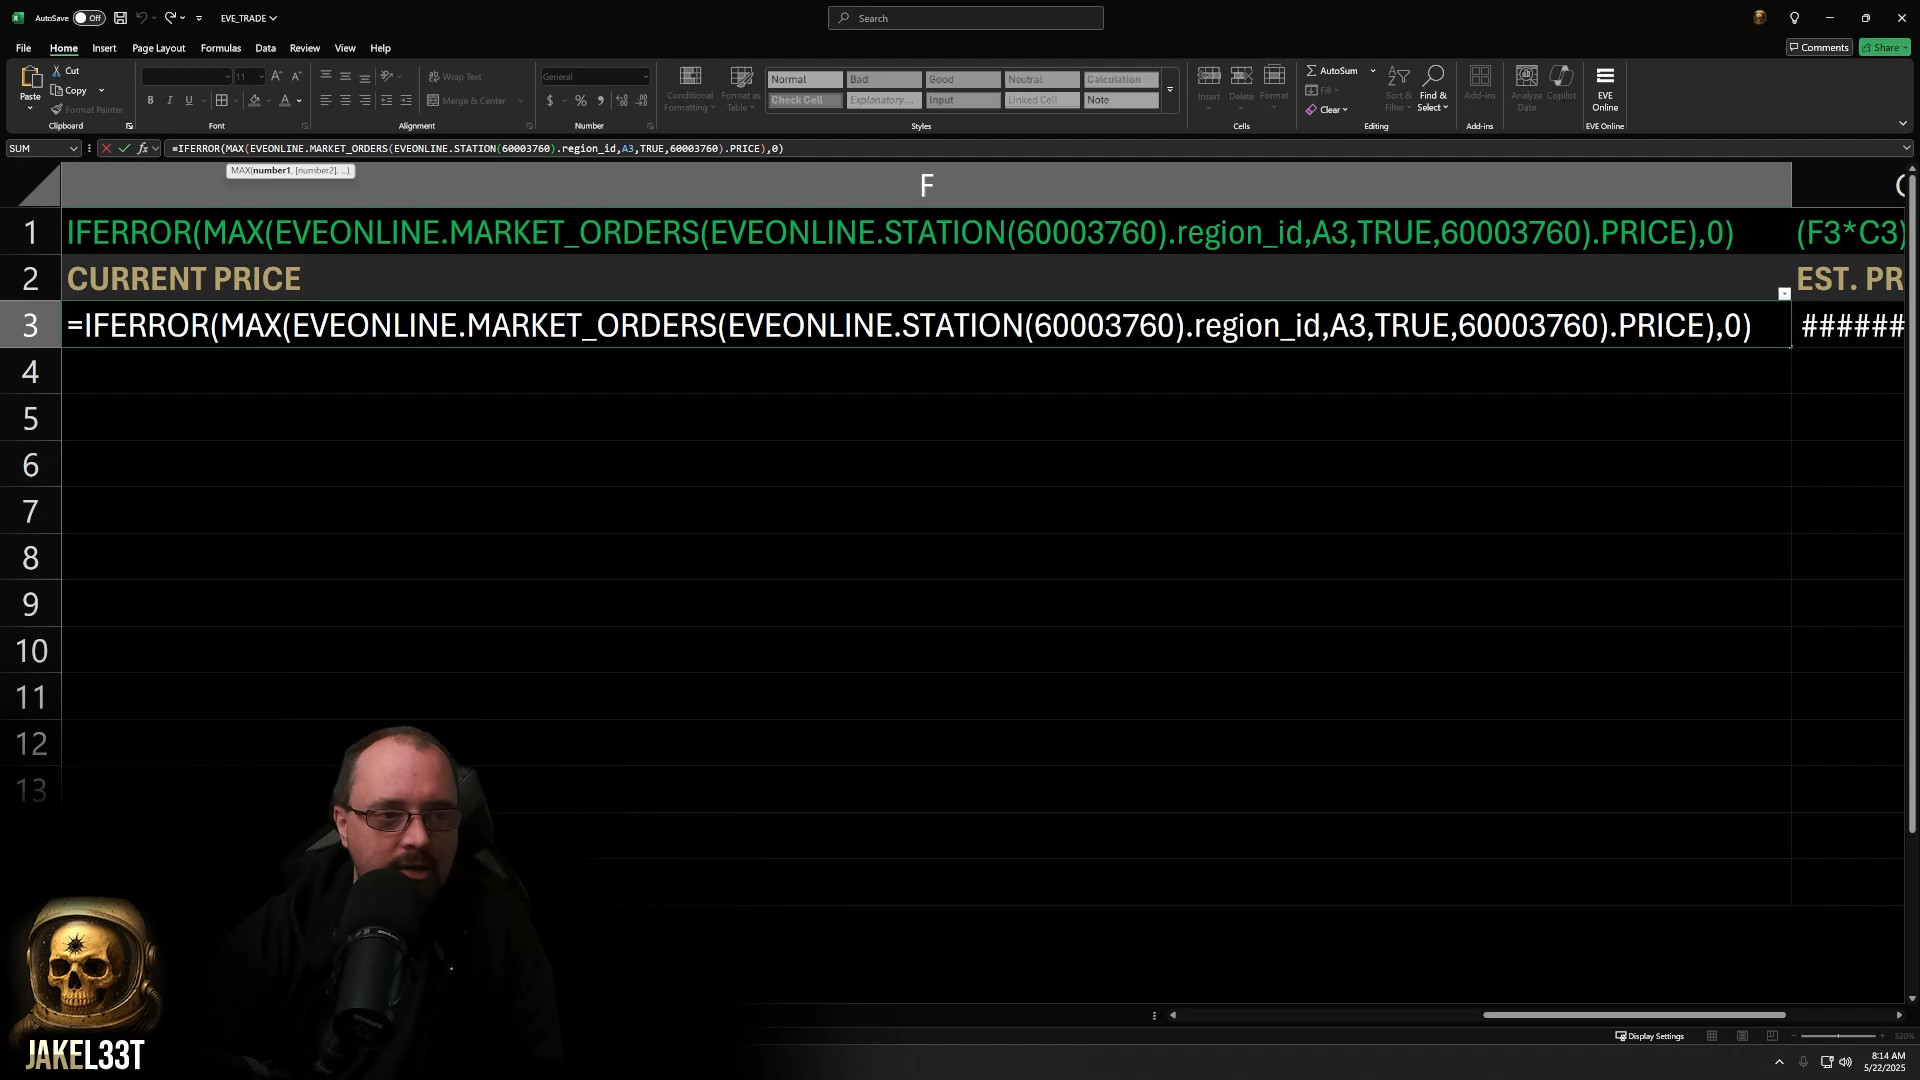 AutoSave Off EVE_TRADE Search
File Home Insert Page Layout Formulas Data Review View Help Comments Share
Paste Cut Copy Format Painter Clipboard
11 Font
Wrap Text Merge & Center Alignment
General Number
Conditional Formatting Format as Table
Normal Bad Good Neutral Calculation
Check Cell Explanatory... Input Linked Cell Note
Styles
Insert Delete Format Cells
AutoSum Fill Clear Sort & Filter Find & Select Editing
Add-ins Add-ins
Analyze Data Copilot
EVE Online EVE Online
SUM fx =IFERROR(MAX(EVEONLINE.MARKET_ORDERS(EVEONLINE.STATION(60003760).region_id,A3,TRUE,60003760).PRICE),0)
MAX(number1, [number2], ...)
F
1 IFERROR(MAX(EVEONLINE.MARKET_ORDERS(EVEONLINE.STATION(60003760).region_id,A3,TRUE,60003760).PRICE),0) (F3*C3)
2 CURRENT PRICE EST. PR
3 =IFERROR(MAX(EVEONLINE.MARKET_ORDERS(EVEONLINE.STATION(60003760).region_id,A3,TRUE,60003760).PRICE),0) ######
4
5
6
7
8
9
10
11
12
13
JAKEL33T
Display Settings 320%
8:14 AM
5/22/2025